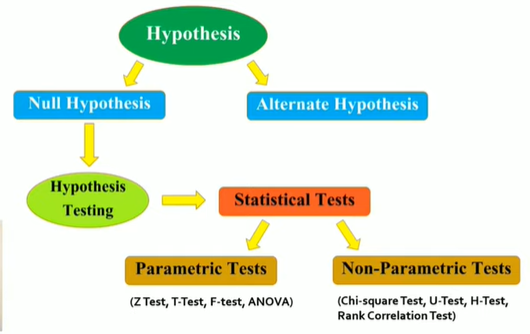 Hypothesis
Null Hypothesis
Alternate Hypothesis
Hypothesis
Testing
Statistical Tests
Parametric Tests
Non-Parametric Tests
(Z Test, T-Test, F-test, ANOVA)
(Chi-square Test, U-Test, H-Test,
Rank Correlation Test)